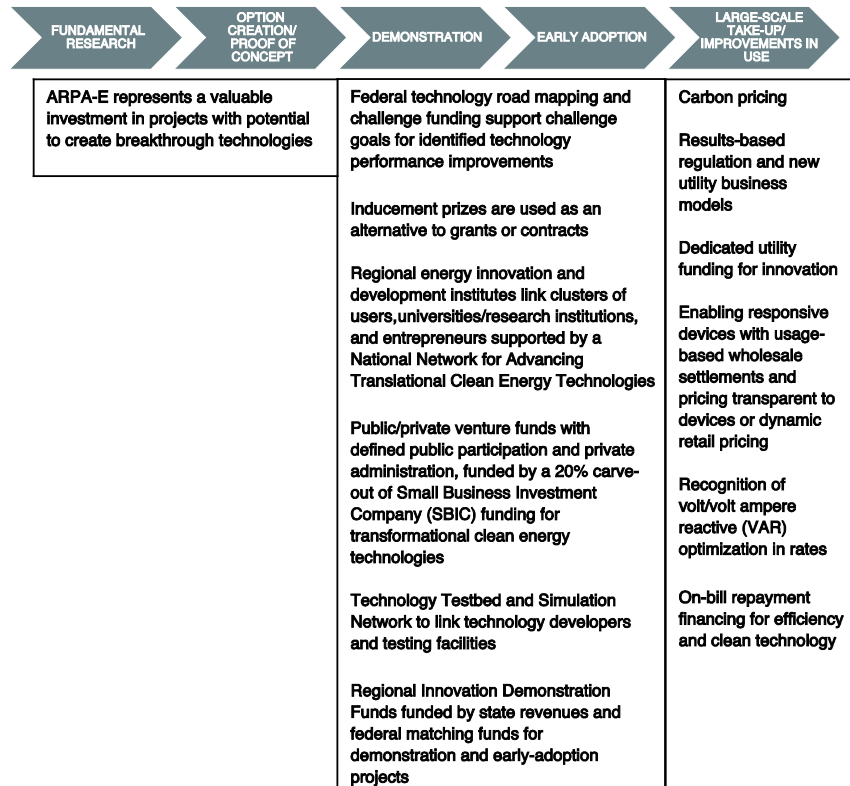 FUNDAMENTAL
RESEARCH
OPTION
CREATION/
PROOF OF
CONCEPT
DEMONSTRATION
EARLY ADOPTION
LARGE-SCALE
TAKE-UP/
IMPROVEMENTS IN
USE
ARPA-E represents a valuable
investment in projects with potential
to create breakthrough technologies
Federal technology road mapping and
challenge funding support challenge
goals for identified technology
performance improvements
Inducement prizes are used as an
alternative to grants or contracts
Regional energy innovation and
development institutes link clusters of
users,universities/research institutions,
and entrepreneurs supported by a
National Network for Advancing
Translational Clean Energy Technologies
Public/private venture funds with
defined public participation and private
administration, funded by a 20% carve-
out of Small Business Investment
Company (SBIC) funding for
transformational clean energy
technologies
Technology Testbed and Simulation
Network to link technology developers
and testing facilities
Regional Innovation Demonstration
Funds funded by state revenues and
federal matching funds for
demonstration and early-adoption
projects
Carbon pricing
Results-based
regulation and new
utility business
models
Dedicated utility
funding for innovation
Enabling responsive
devices with usage-
based wholesale
settlements and
pricing transparent to
devices or dynamic
retail pricing
Recognition of
volt/volt ampere
reactive (VAR)
optimization in rates
On-bill repayment
financing for efficiency
and clean technology